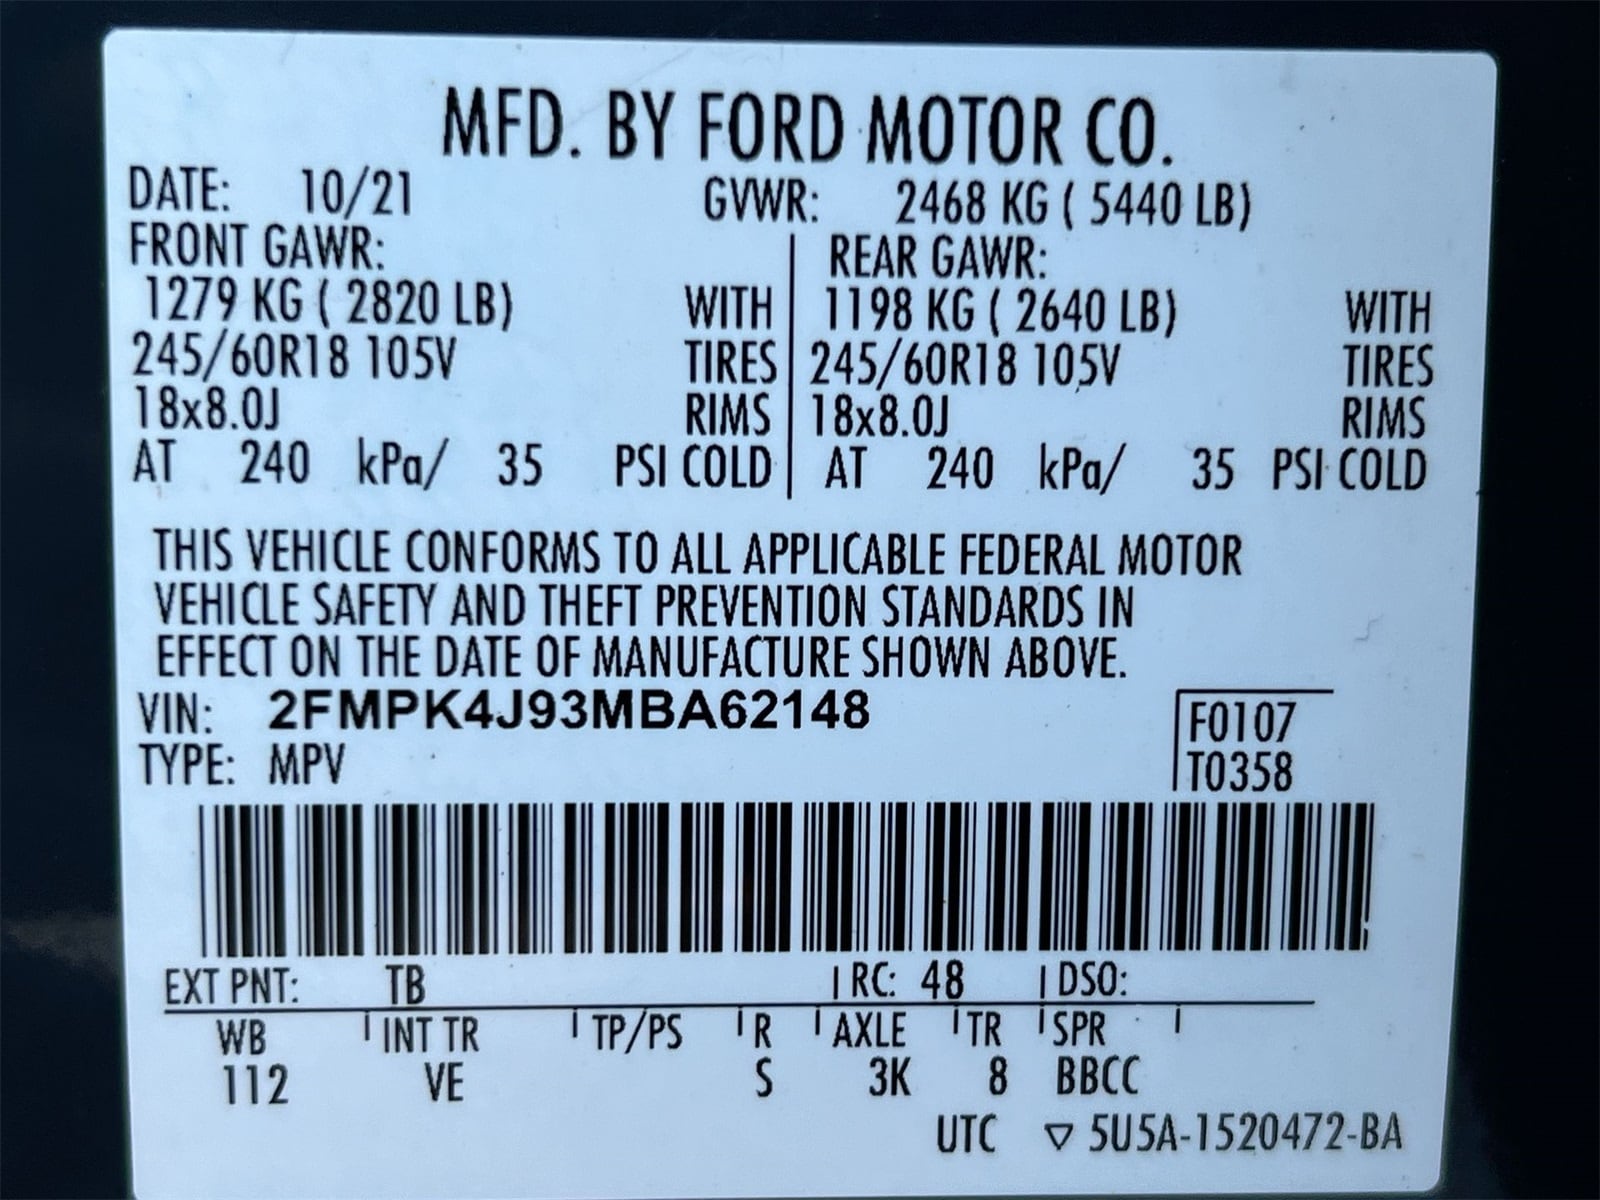 MFD. BY FORD MOTOR CO.
DATE: 10/21 GVWR: 2468 KG ( 5440 LB)
FRONT GAWR: REAR GAWR:
1279 KG ( 2820 LB) WITH 1198 KG ( 2640 LB) WITH
245/60R18 105V TIRES 245/60R18 105V TIRES
18x8.0J RIMS 18x8.0J RIMS
AT 240 kPa/ 35 PSI COLD AT 240 kPa/ 35 PSI COLD
THIS VEHICLE CONFORMS TO ALL APPLICABLE FEDERAL MOTOR
VEHICLE SAFETY AND THEFT PREVENTION STANDARDS IN
EFFECT ON THE DATE OF MANUFACTURE SHOWN ABOVE.
VIN: 2FMPK4J93MBA62148 F0107
TYPE: MPV T0358
EXT PNT: TB RC: 48 DSO:
WB INT TR TP/PS R AXLE TR SPR
112 VE S 3K 8 BBCC
UTC ▽ 5U5A-1520472-BA